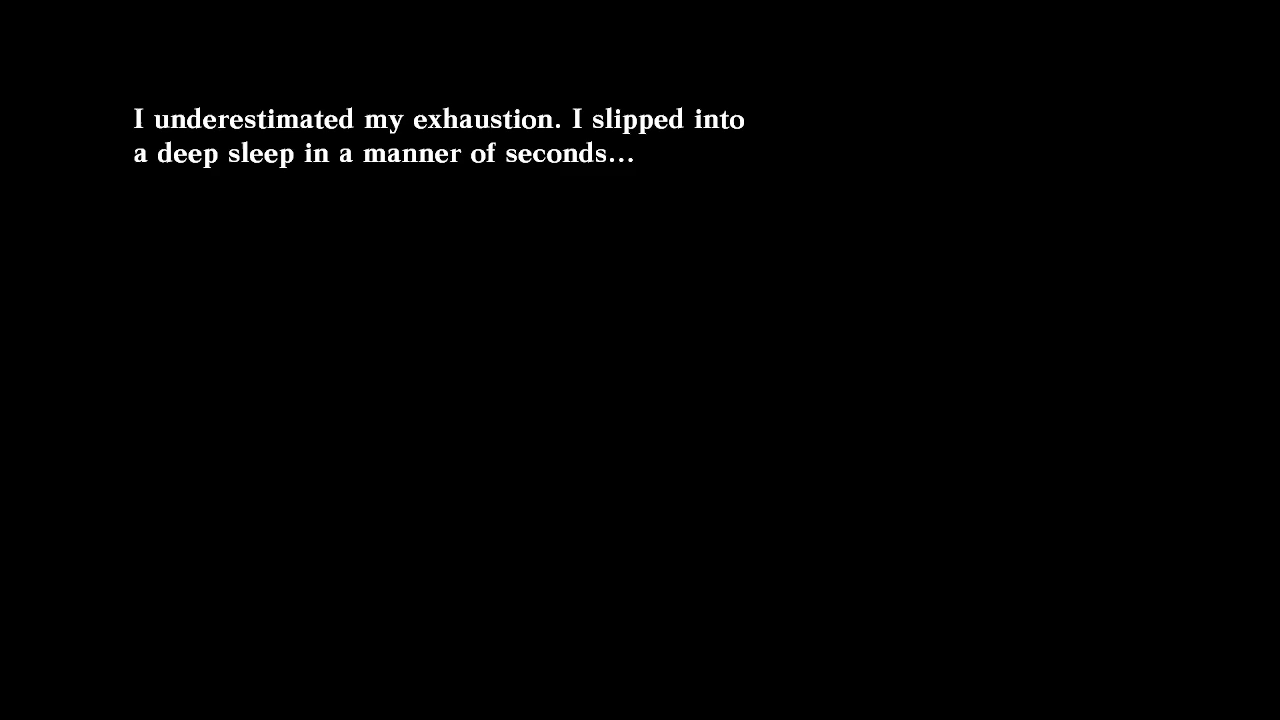 I underestimated my exhaustion. I slipped into
a deep sleep in a manner of seconds...